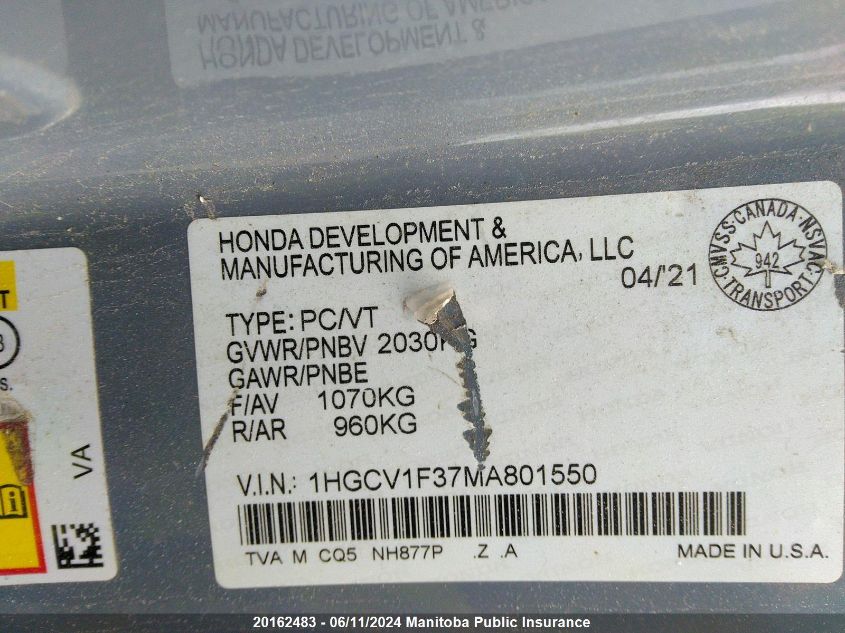 HONDA DEVELOPMENT &
MANUFACTURING OF AMERICA, LLC
04/'21
CMVSS·CANADA·NSVAC
942
TRANSPORT
TYPE: PC/VT
GVWR/PNBV 2030KG
GAWR/PNBE
F/AV 1070KG
R/AR 960KG
V.I.N.: 1HGCV1F37MA801550
TVA M CQ5 NH877P .Z .A MADE IN U.S.A.
VA
20162483 - 06/11/2024 Manitoba Public Insurance